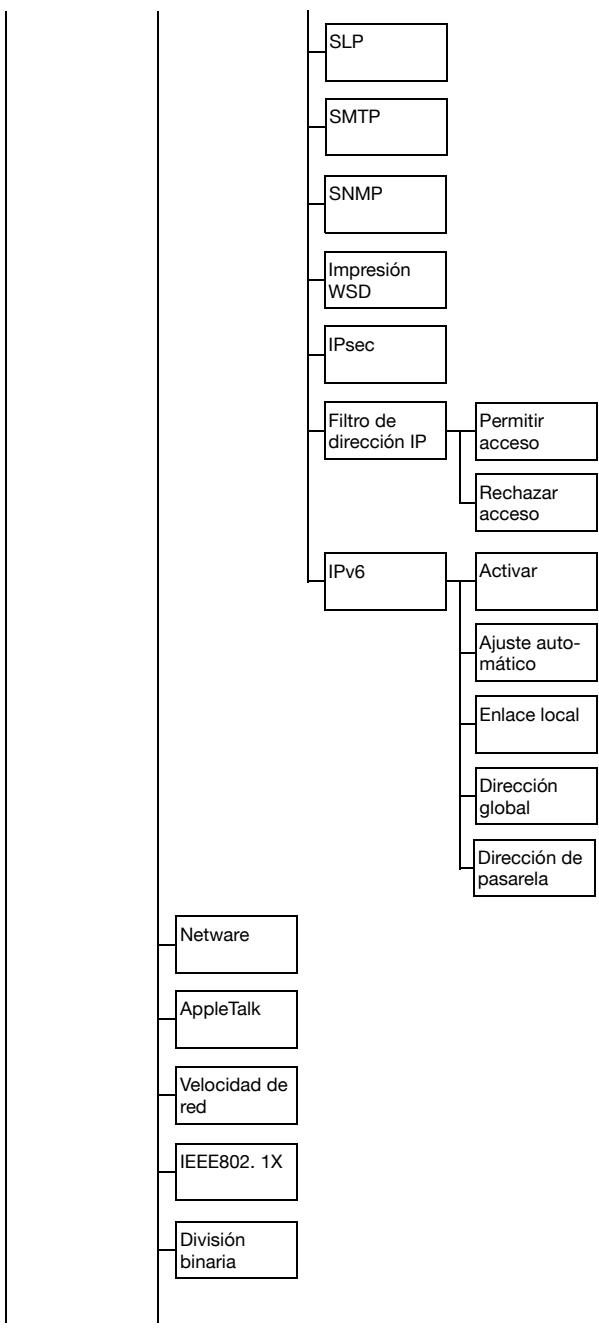 SLP
SMTP
SNMP
Impresión
WSD
IPsec
Filtro de
dirección IP
Permitir
acceso
Rechazar
acceso
IPv6
Activar
Ajuste auto-
mático
Enlace local
Dirección
global
Dirección de
pasarela
Netware
AppleTalk
Velocidad de
red
IEEE802. 1X
División
binaria